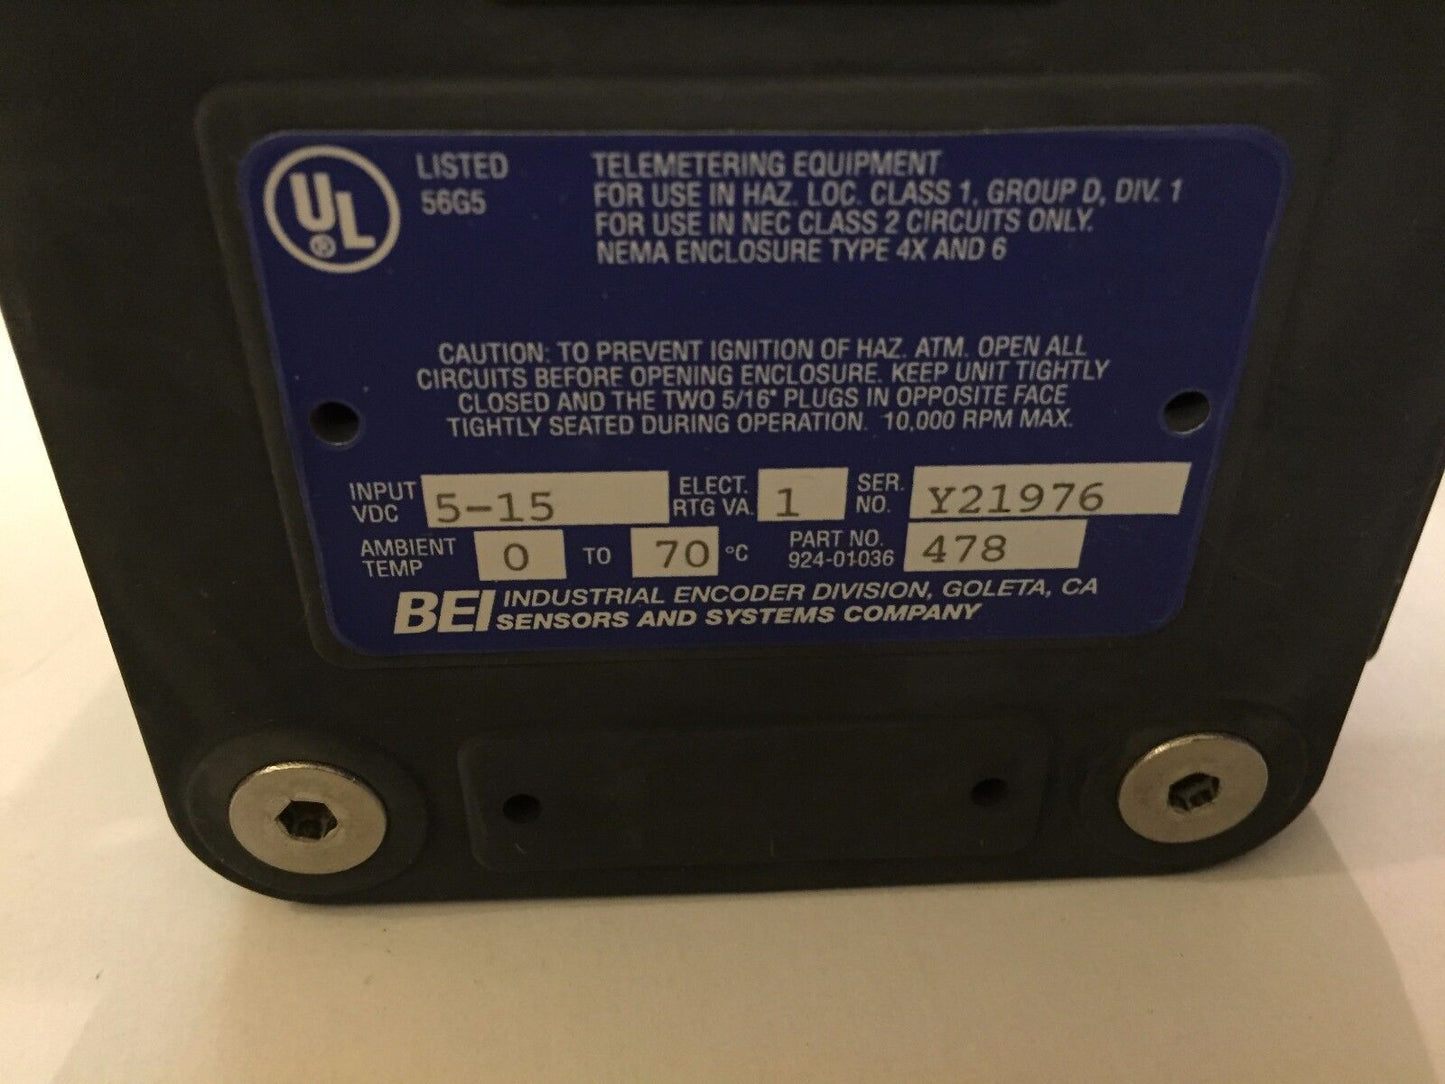 UL
®
LISTED
56G5
TELEMETERING EQUIPMENT
FOR USE IN HAZ. LOC. CLASS 1, GROUP D, DIV. 1
FOR USE IN NEC CLASS 2 CIRCUITS ONLY.
NEMA ENCLOSURE TYPE 4X AND 6
CAUTION: TO PREVENT IGNITION OF HAZ. ATM. OPEN ALL
CIRCUITS BEFORE OPENING ENCLOSURE. KEEP UNIT TIGHTLY
CLOSED AND THE TWO 5/16" PLUGS IN OPPOSITE FACE
TIGHTLY SEATED DURING OPERATION. 10,000 RPM MAX.
INPUT VDC 5-15 ELECT. RTG VA. 1 SER. NO. Y21976
AMBIENT TEMP 0 TO 70 °C PART NO. 924-01036 478
BEI INDUSTRIAL ENCODER DIVISION, GOLETA, CA
SENSORS AND SYSTEMS COMPANY